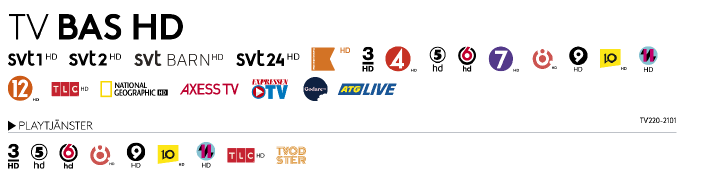 TV BAS HD
svt1 HD svt2 HD svt BARN HD svt24 HD HD 3 HD 4 HD 5 hd 6 hd 7 HD 8 HD 9 HD 10 HD 11 HD
12 HD TLC HD NATIONAL GEOGRAPHIC HD AXESS TV EXPRESSEN TV Godare ATG LIVE
TV220-2101
PLAYTJÄNSTER
3 HD 5 hd 6 hd 8 HD 9 HD 10 HD 11 HD TLC HD TVOD STER